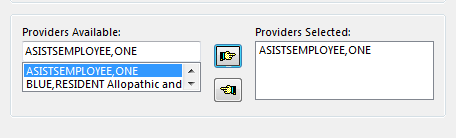 Providers Available:
Providers Selected:
ASISTSEMPLOYEE,ONE
ASISTSEMPLOYEE,ONE
ASISTSEMPLOYEE,ONE
BLUE,RESIDENT Allopathic and